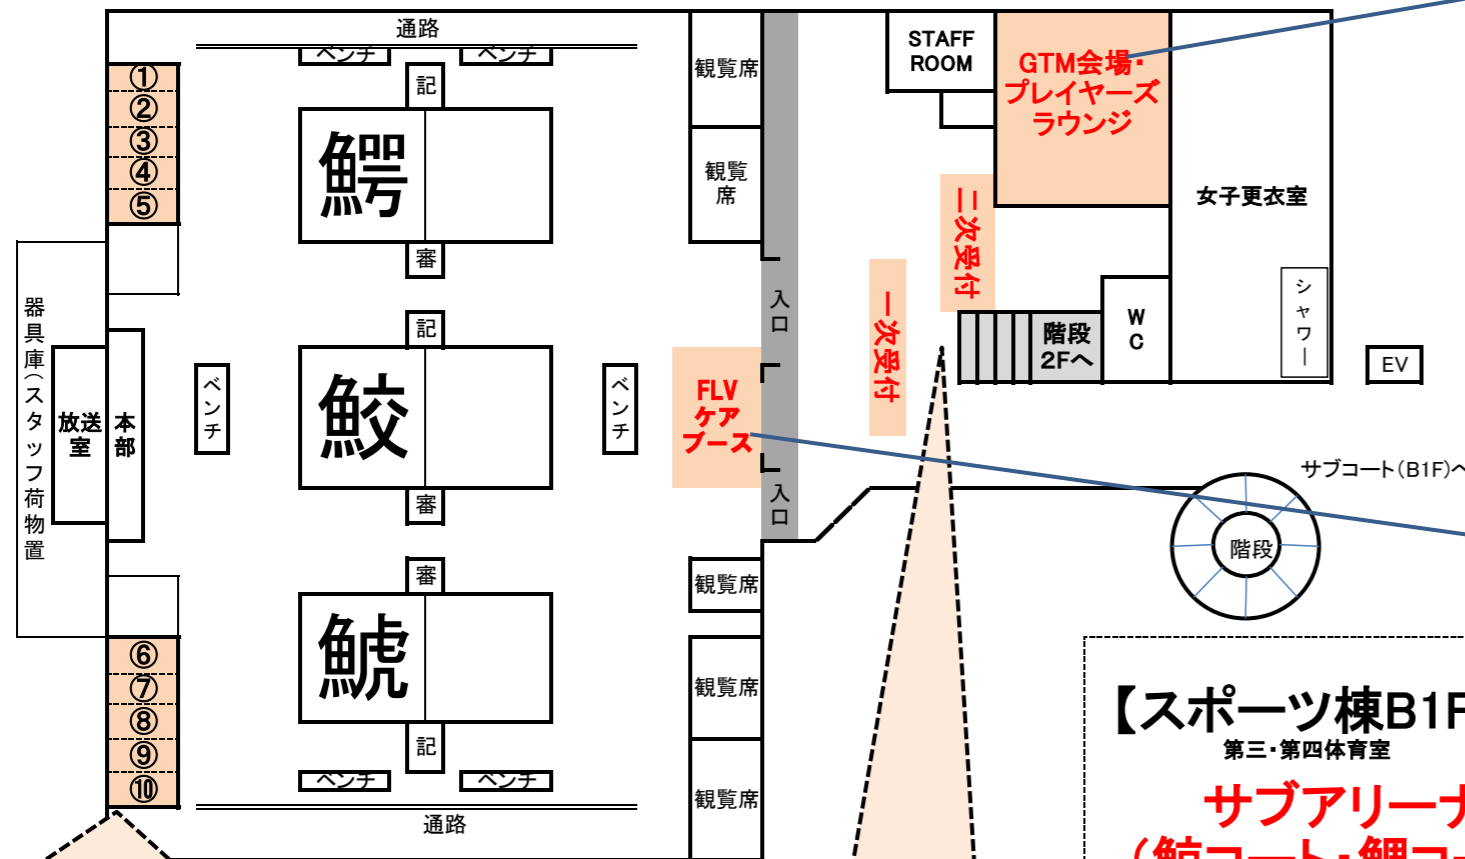 通路
ベンチ
ベンチ
記
①
②
③
④
⑤
鰐
審
観覧席
観覧
席
STAFF
ROOM
GTM会場・
プレイヤーズ
ラウンジ
女子更衣室
シャワー
二次受付
一次受付
入口
階段
2Fへ
WC
EV
器具庫(スタッフ荷物置
放送
室
本
部
ベンチ
記
鮫
審
ベンチ
FLV
ケア
ブース
入口
サブコート(B1F)へ
階段
審
鯱
記
観覧席
観覧席
観覧席
⑥
⑦
⑧
⑨
⑩
ベンチ
ベンチ
通路
【スポーツ棟B1F
第三・第四体育室
サブアリーナ
(鯨コート・鯉コー